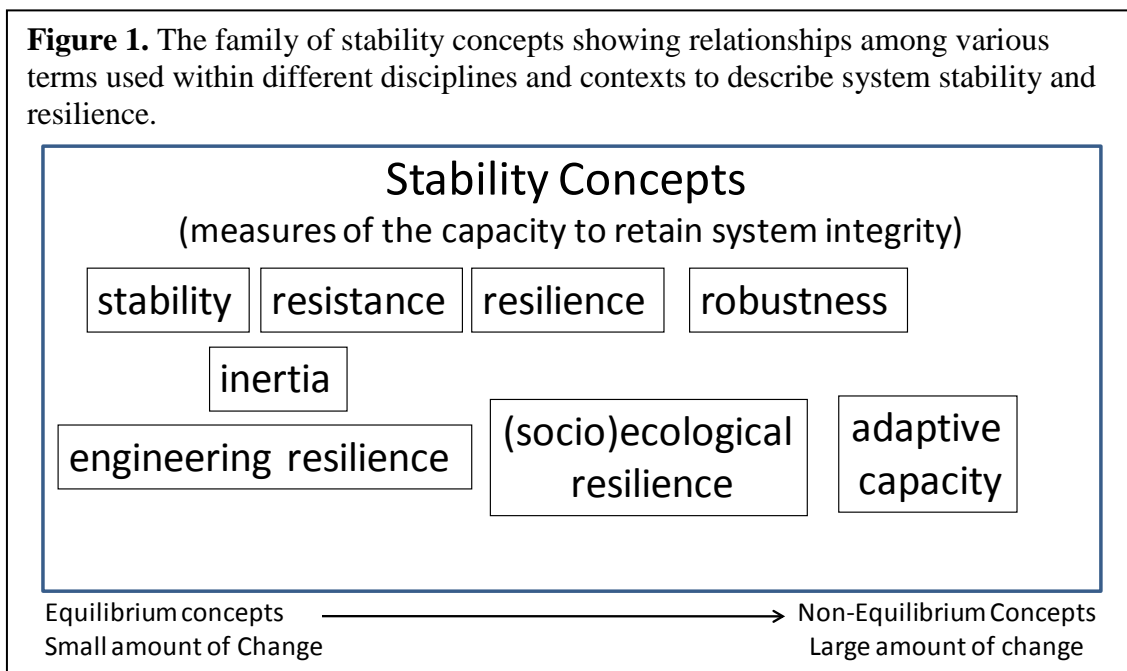 Figure 1. The family of stability concepts showing relationships among various
terms used within different disciplines and contexts to describe system stability and
resilience.
Stability Concepts
(measures of the capacity to retain system integrity)
stability
resistance
resilience
robustness
inertia
engineering resilience
(socio)ecological
resilience
adaptive
capacity
Equilibrium concepts
Small amount of Change
Non-Equilibrium Concepts
Large amount of change